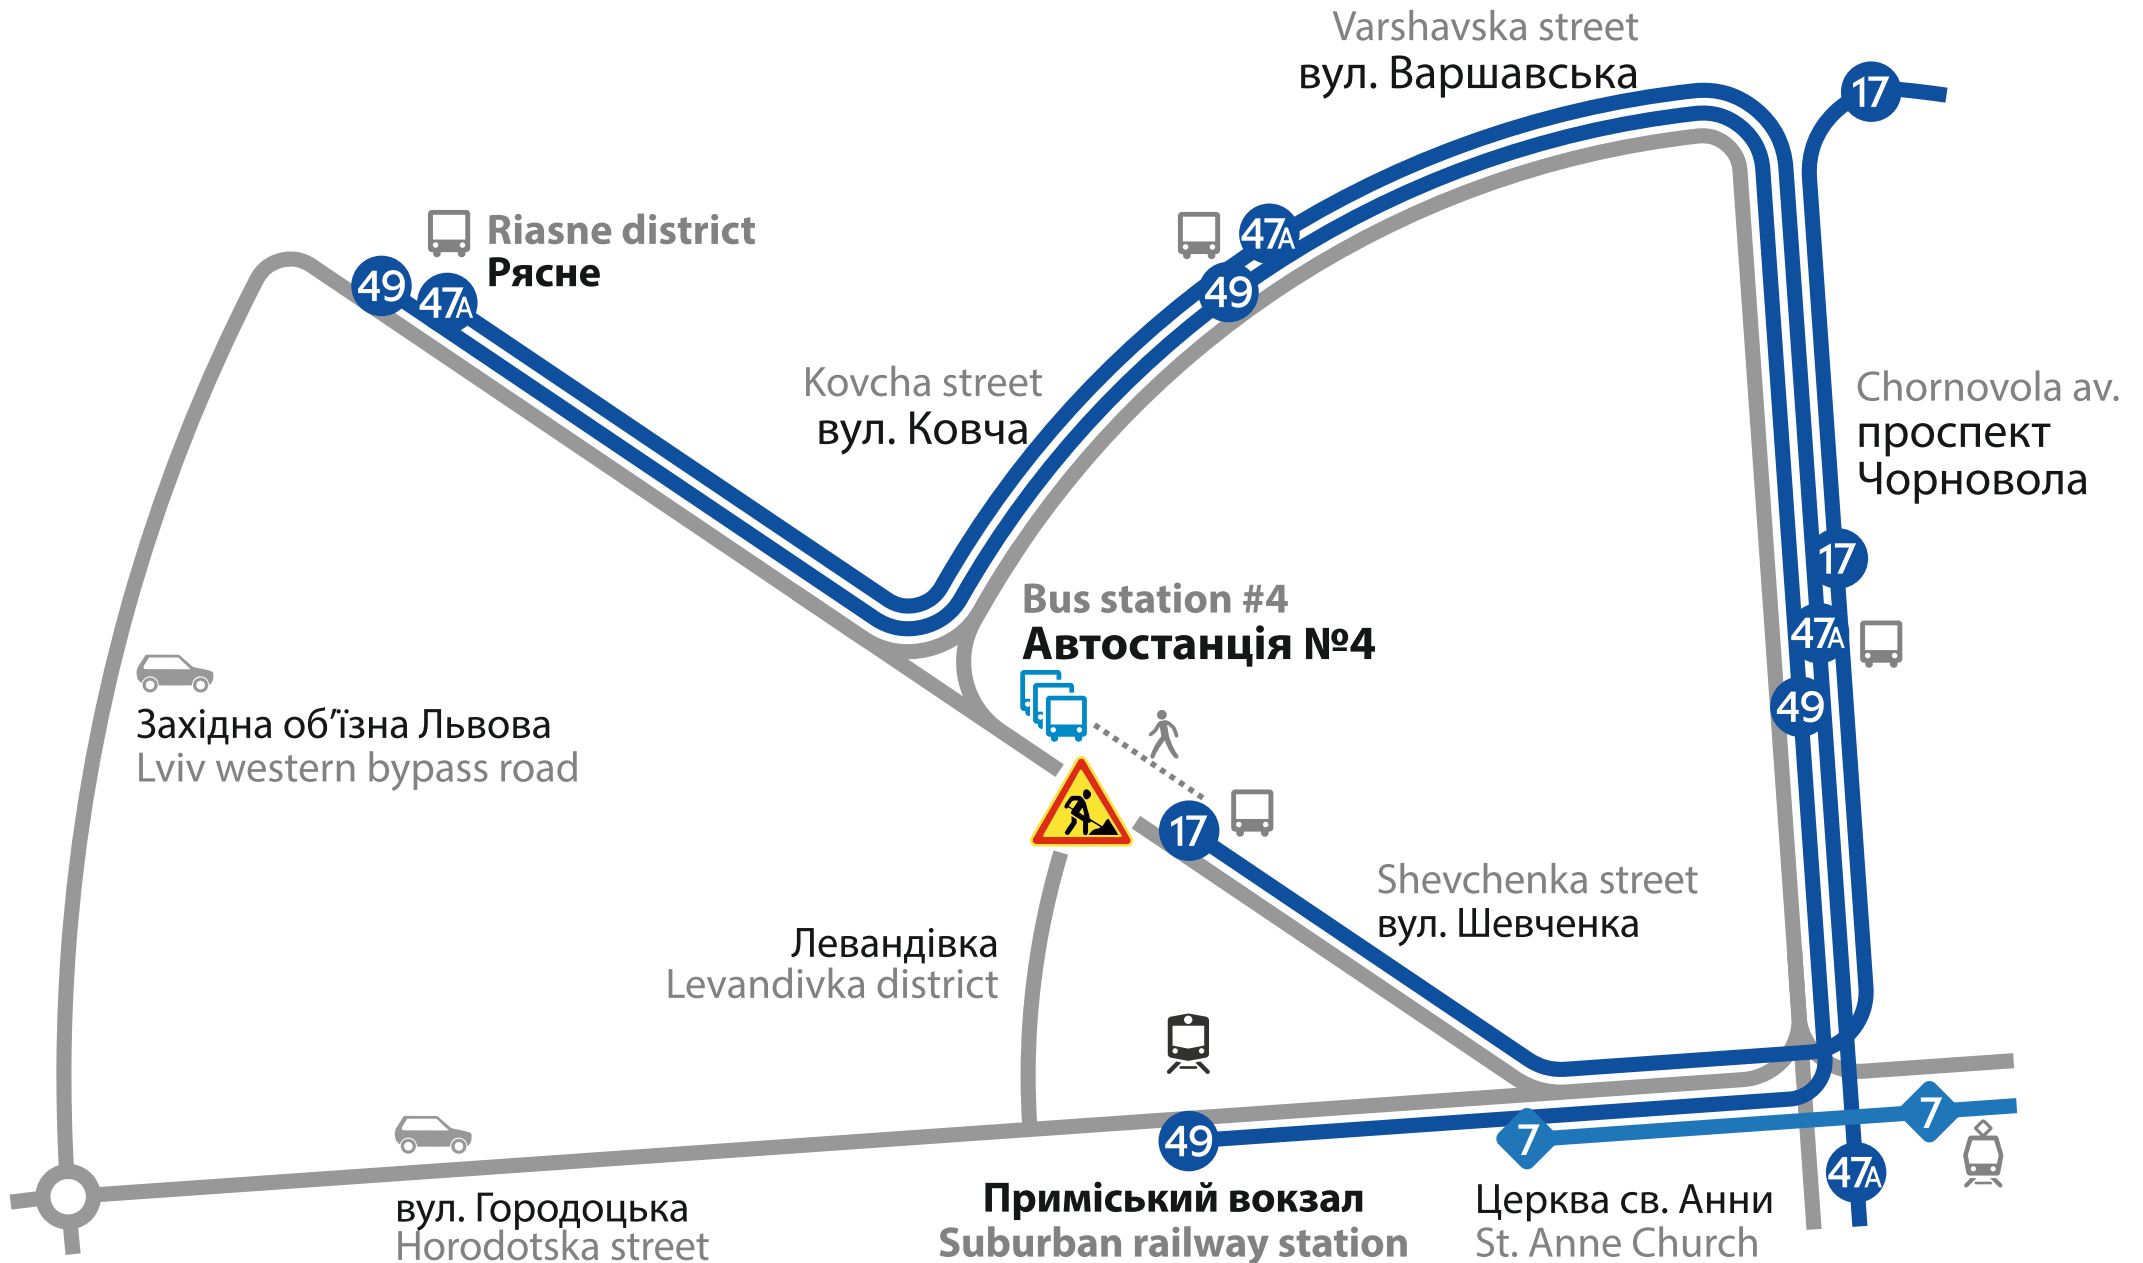 Varshavska street
вул. Варшавська
17
Riasne district
Рясне
49
47A
47A
49
Kovcha street
вул. Ковча
Chornovola av.
проспект
Чорновола
17
47A
49
Bus station #4
Автостанція №4
Західна об’їзна Львова
Lviv western bypass road
17
Shevchenka street
вул. Шевченка
Левандівка
Levandivka district
49
7
7
47A
вул. Городоцька
Horodotska street
Приміський вокзал
Suburban railway station
Церква св. Анни
St. Anne Church